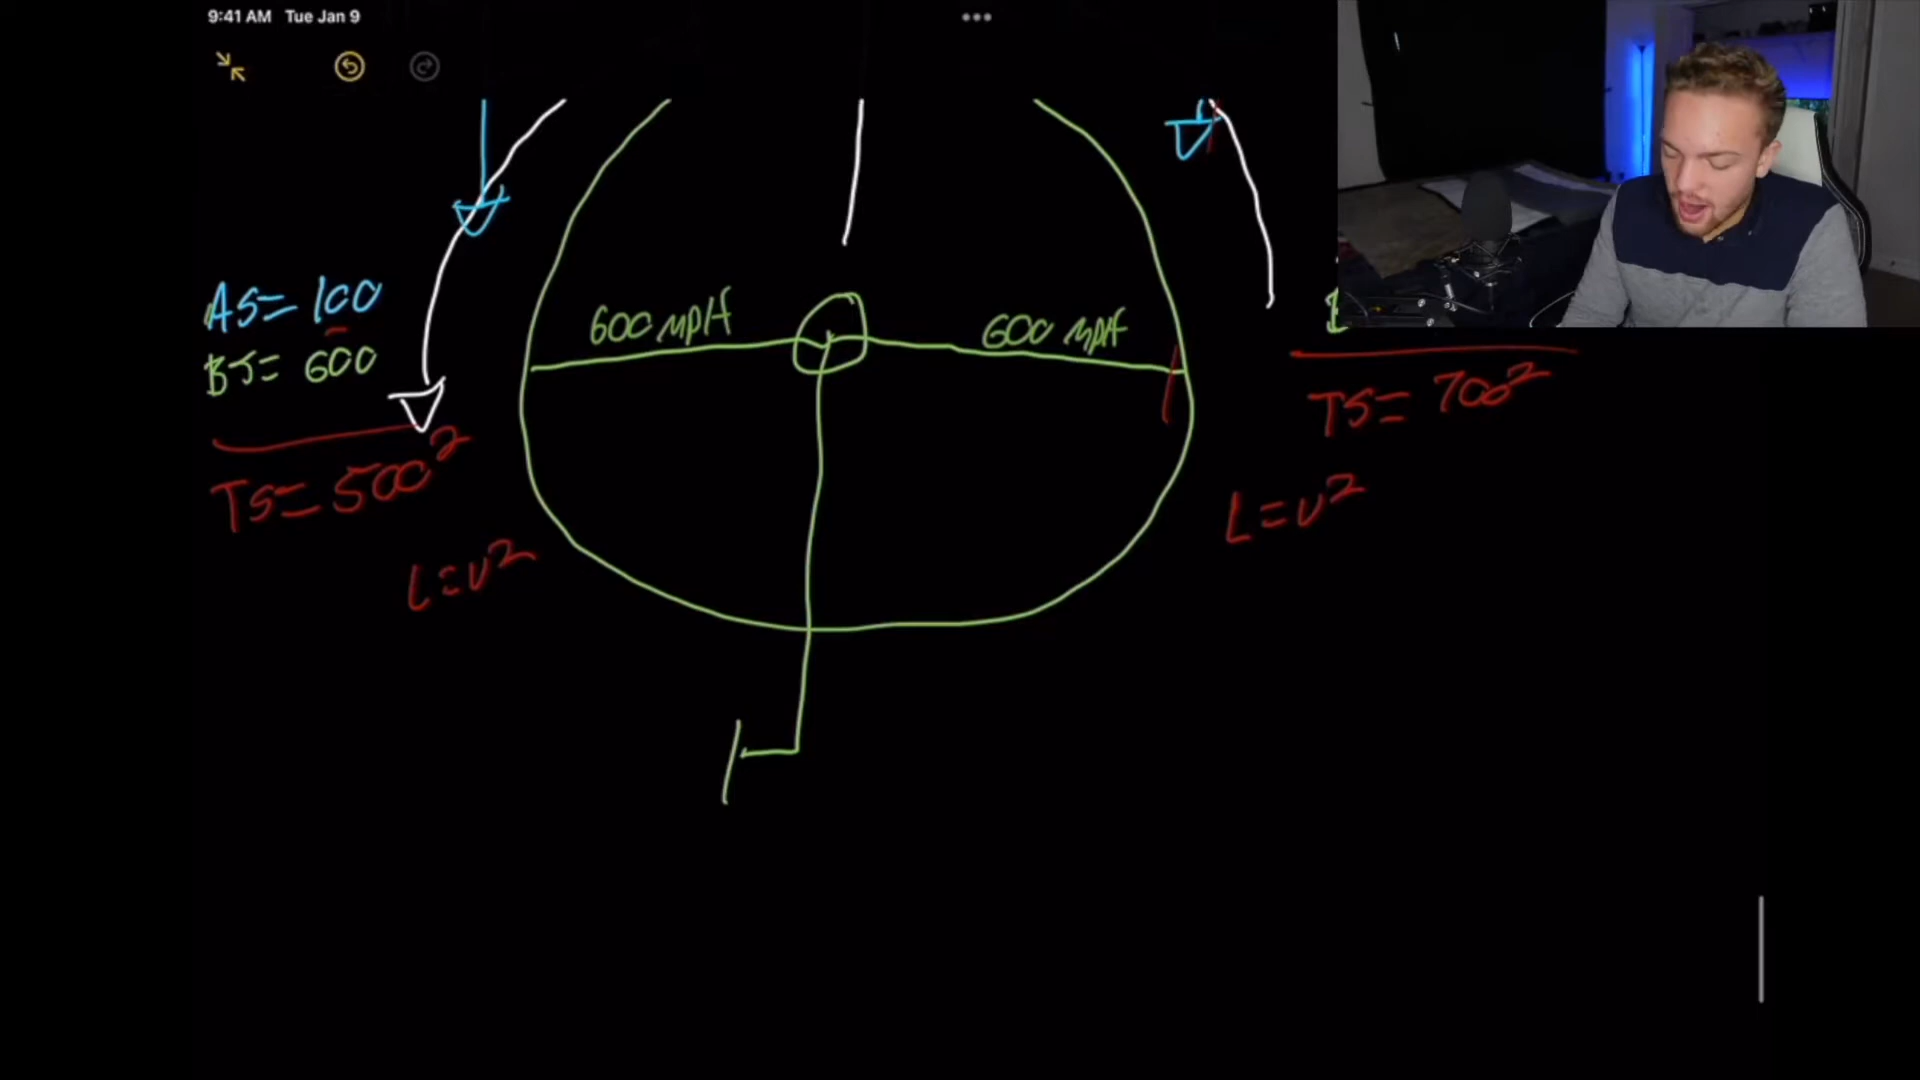 9:41 AM Tue Jan 9
AS= 100
BS= 600
TS= 500²
L=v²
600 MPH
600 MPH
TS= 700²
L=v²